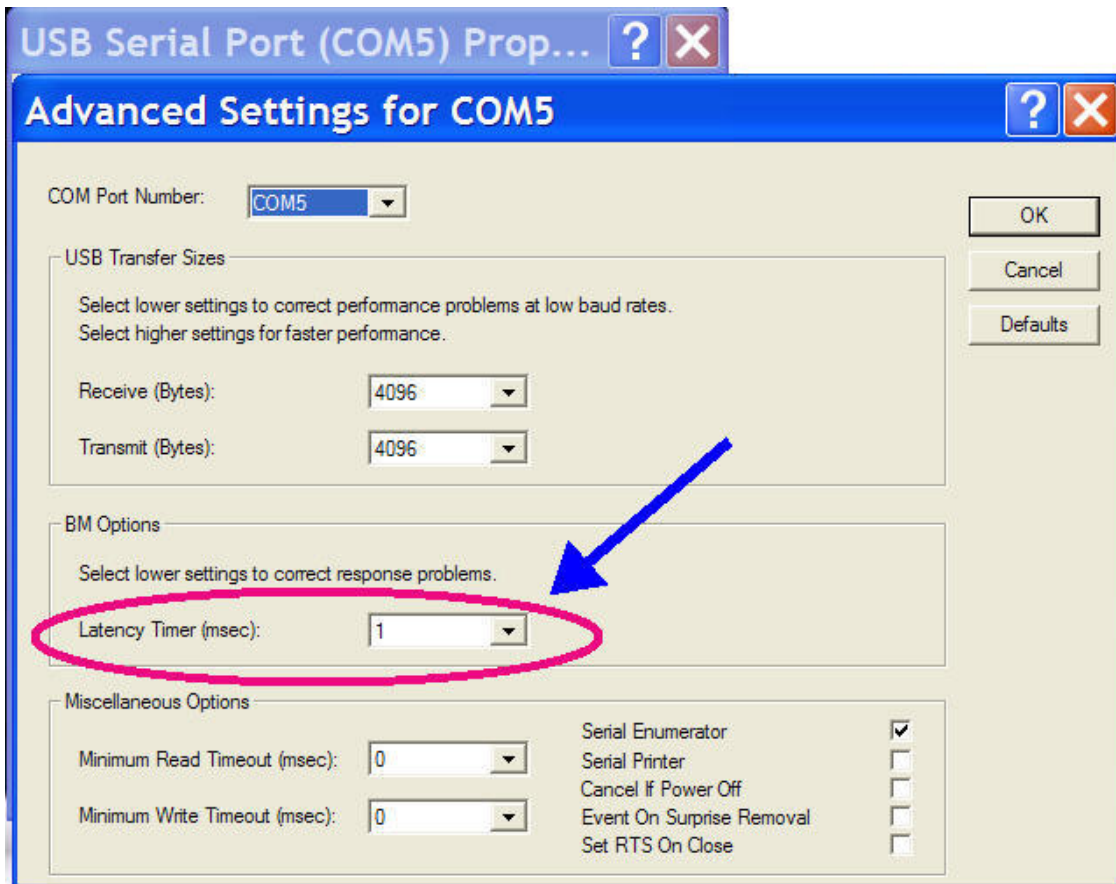 USB Serial Port (COM5) Prop...
Advanced Settings for COM5
COM Port Number:
COM5
OK
USB Transfer Sizes
Cancel
Select lower settings to correct performance problems at low baud rates.
Select higher settings for faster performance.
Defaults
Receive (Bytes):
4096
Transmit (Bytes):
4096
BM Options
Select lower settings to correct response problems.
Latency Timer (msec):
1
Miscellaneous Options
Minimum Read Timeout (msec):
0
Minimum Write Timeout (msec):
0
Serial Enumerator
Serial Printer
Cancel If Power Off
Event On Surprise Removal
Set RTS On Close